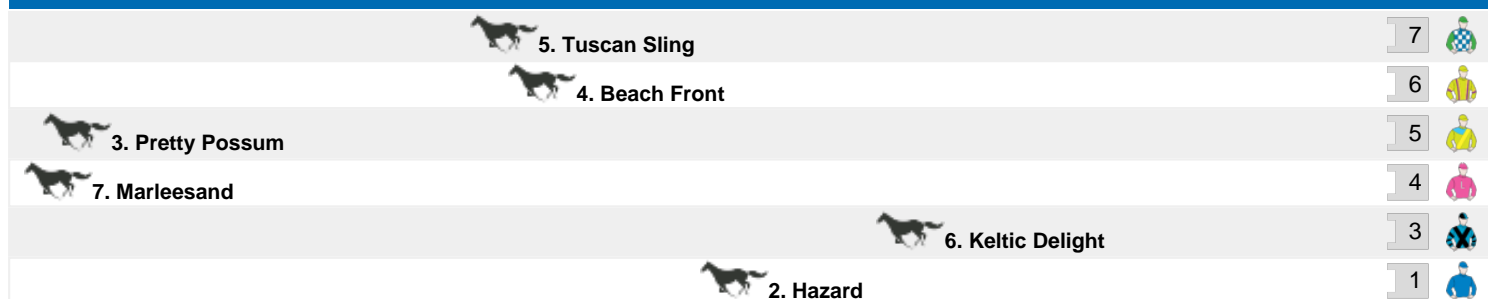 5. Tuscan Sling 7
4. Beach Front 6
3. Pretty Possum 5
7. Marleesand 4
6. Keltic Delight 3
2. Hazard 1